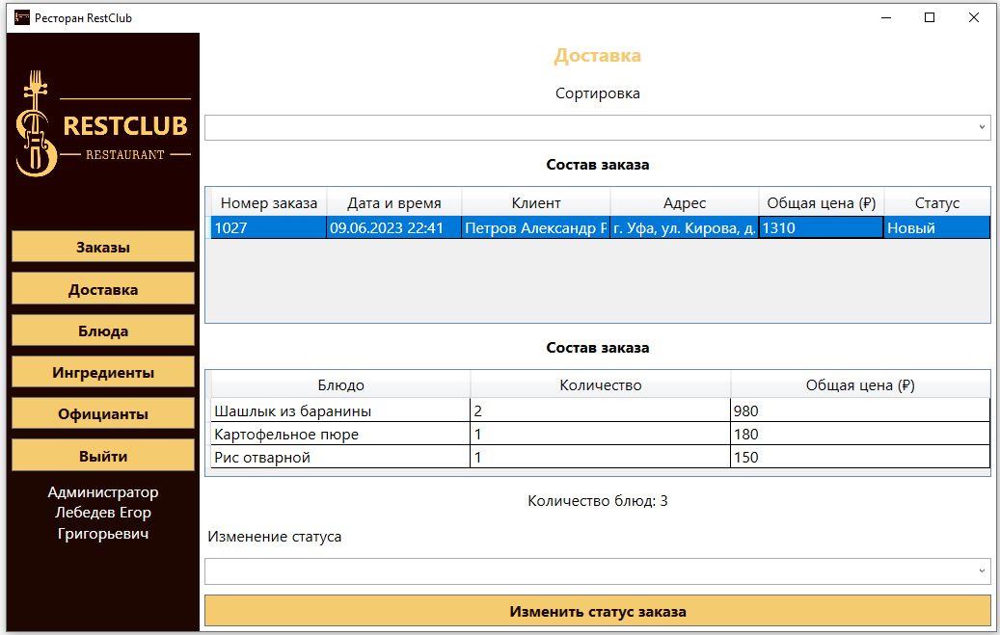 Ресторан RestClub
RESTCLUB
RESTAURANT
Заказы
Доставка
Блюда
Ингредиенты
Официанты
Выйти
Администратор
Лебедев Егор
Григорьевич
Доставка
Сортировка
Состав заказа
Номер заказа Дата и время Клиент Адрес Общая цена (₽) Статус
1027 09.06.2023 22:41 Петров Александр Р г. Уфа, ул. Кирова, д. 1310 Новый
Состав заказа
Блюдо Количество Общая цена (₽)
Шашлык из баранины 2 980
Картофельное пюре 1 180
Рис отварной 1 150
Количество блюд: 3
Изменение статуса
Изменить статус заказа